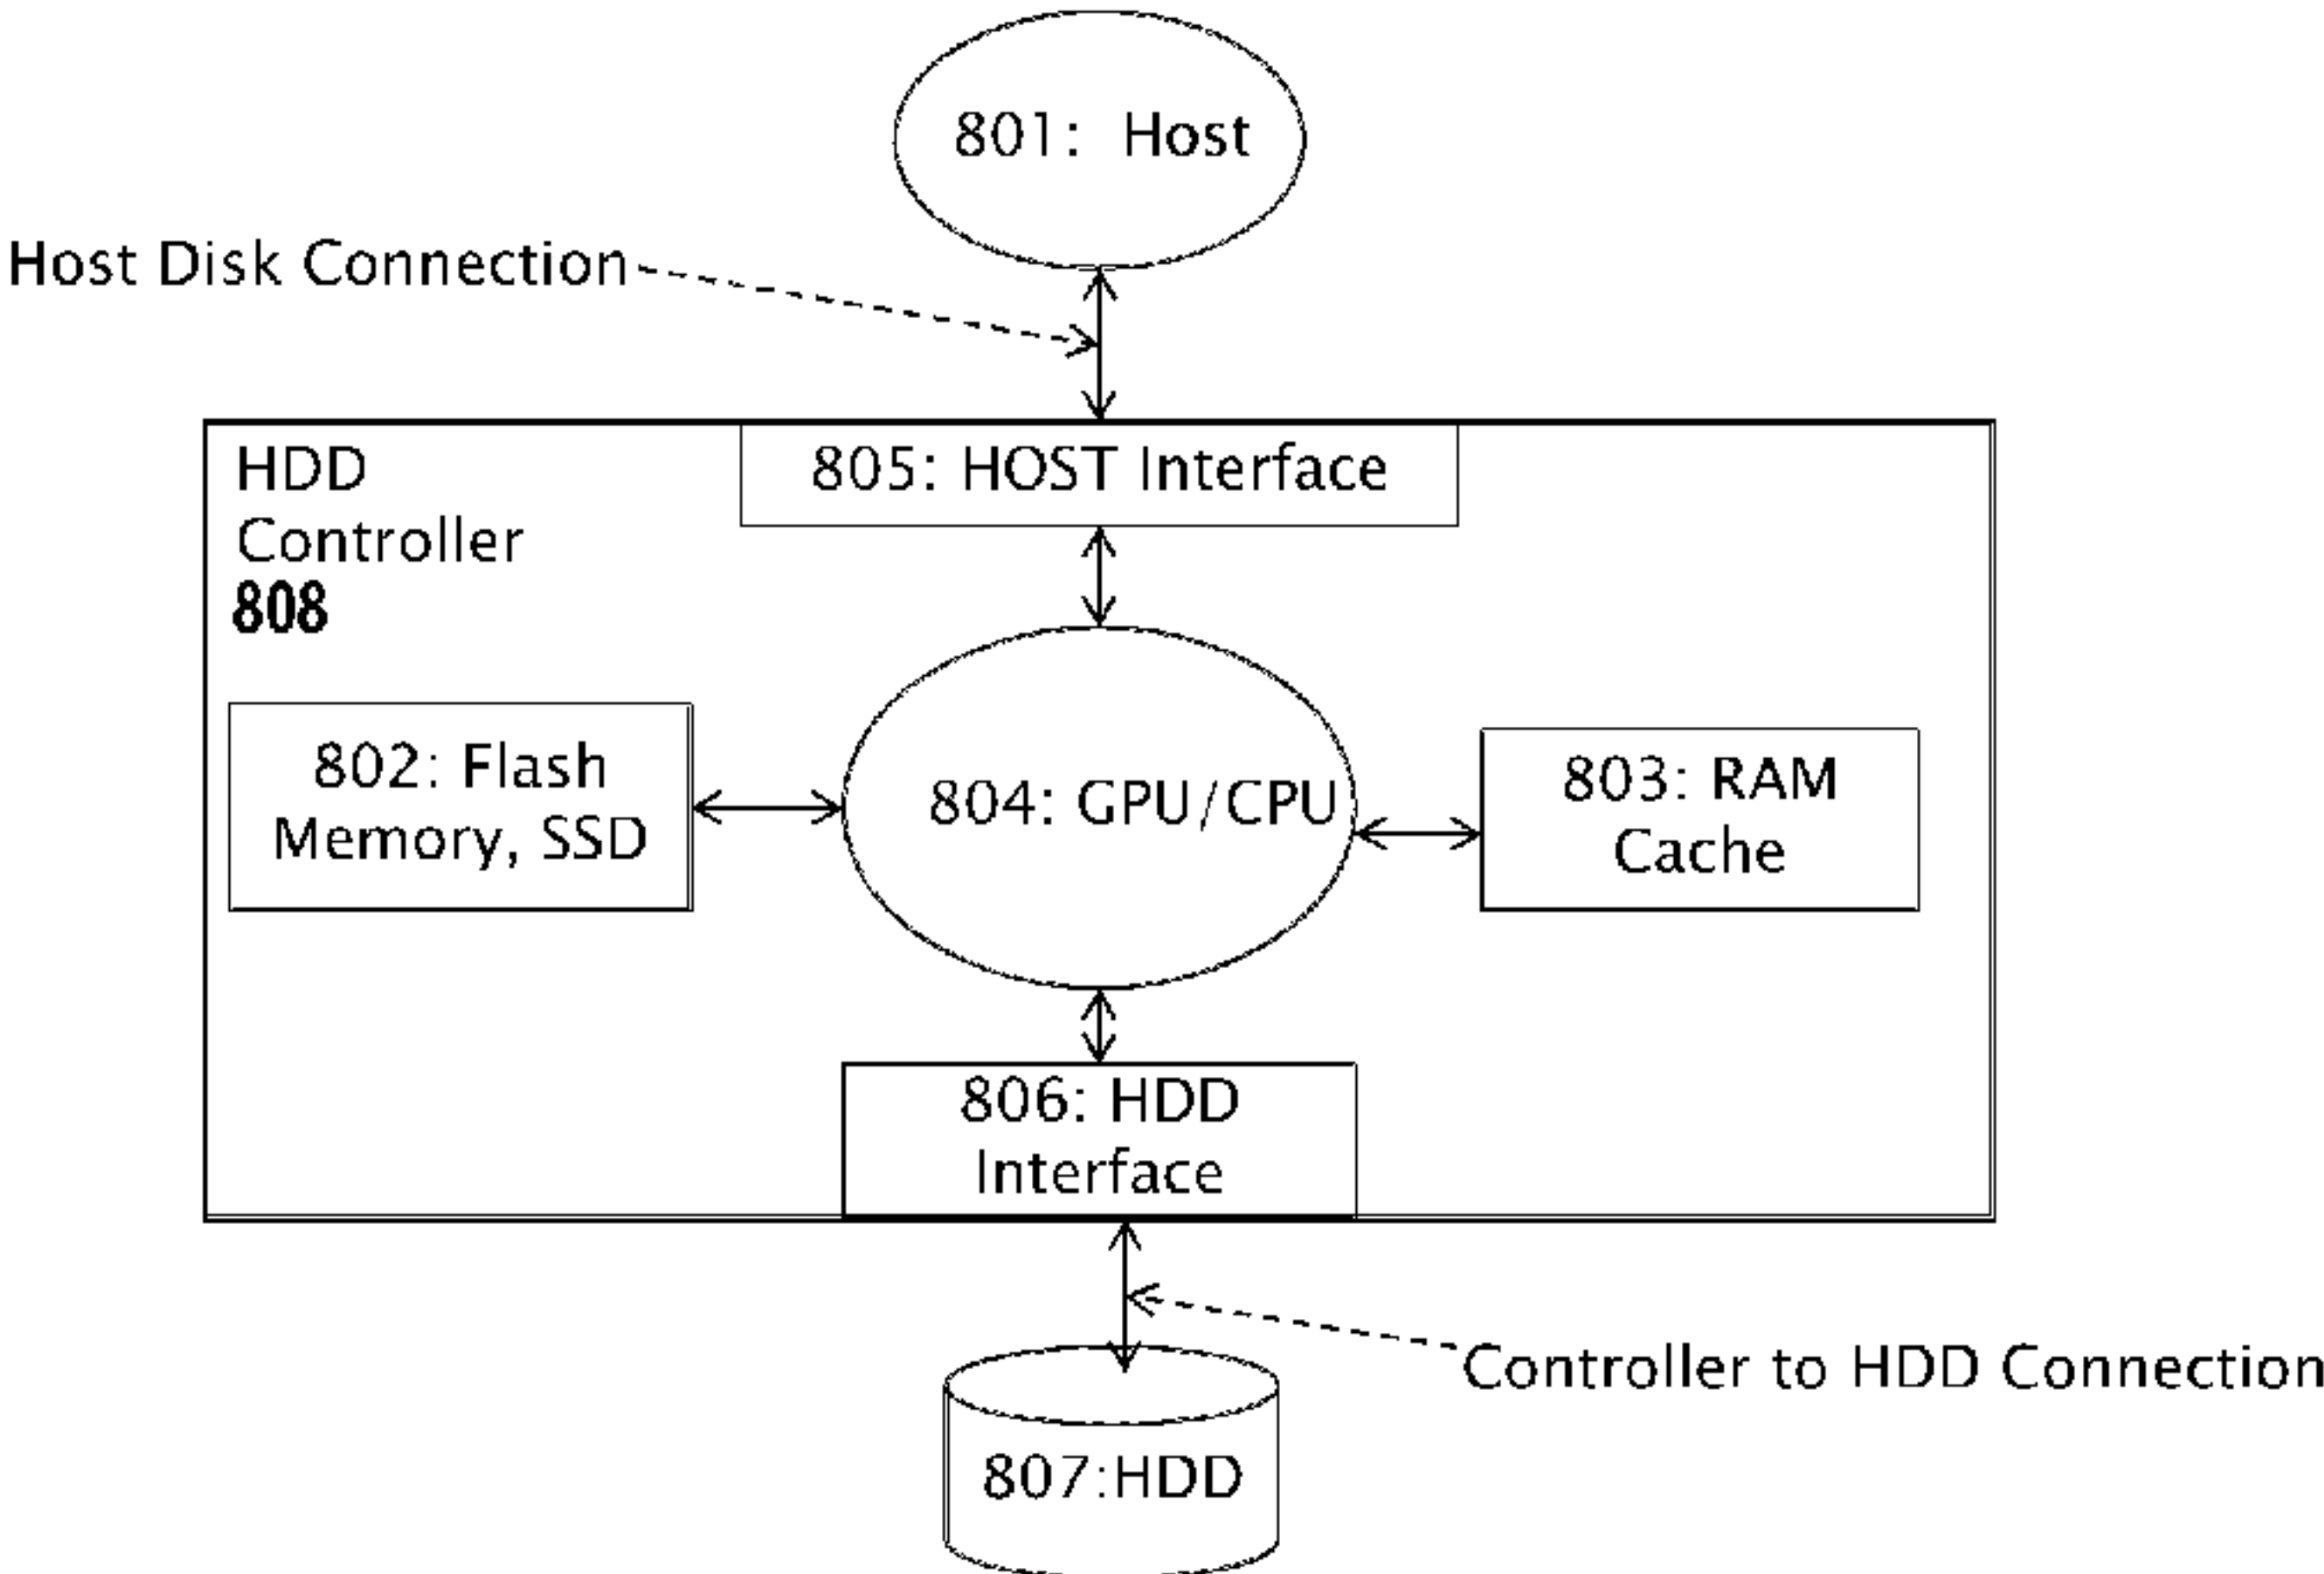 801: Host
Host Disk Connection
HDD
Controller
808
805: HOST Interface
802: Flash
Memory, SSD
804: GPU/CPU
803: RAM
Cache
806: HDD
Interface
Controller to HDD Connection
807:HDD